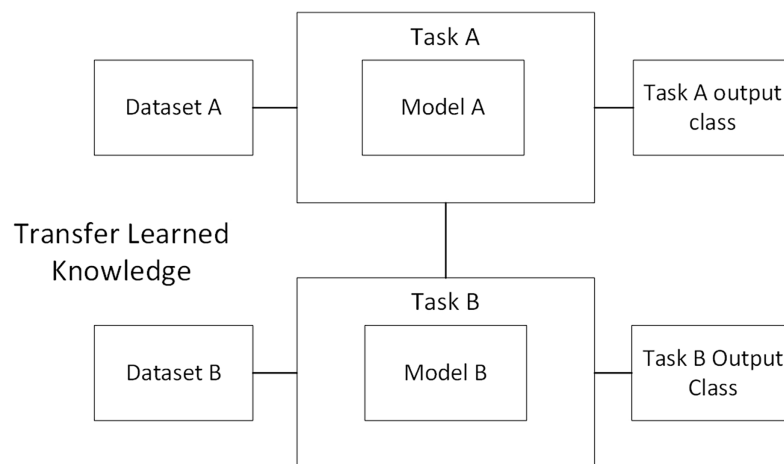 Task A
Dataset A
Model A
Task A output
class
Transfer Learned
Knowledge
Task B
Dataset B
Model B
Task B Output
Class